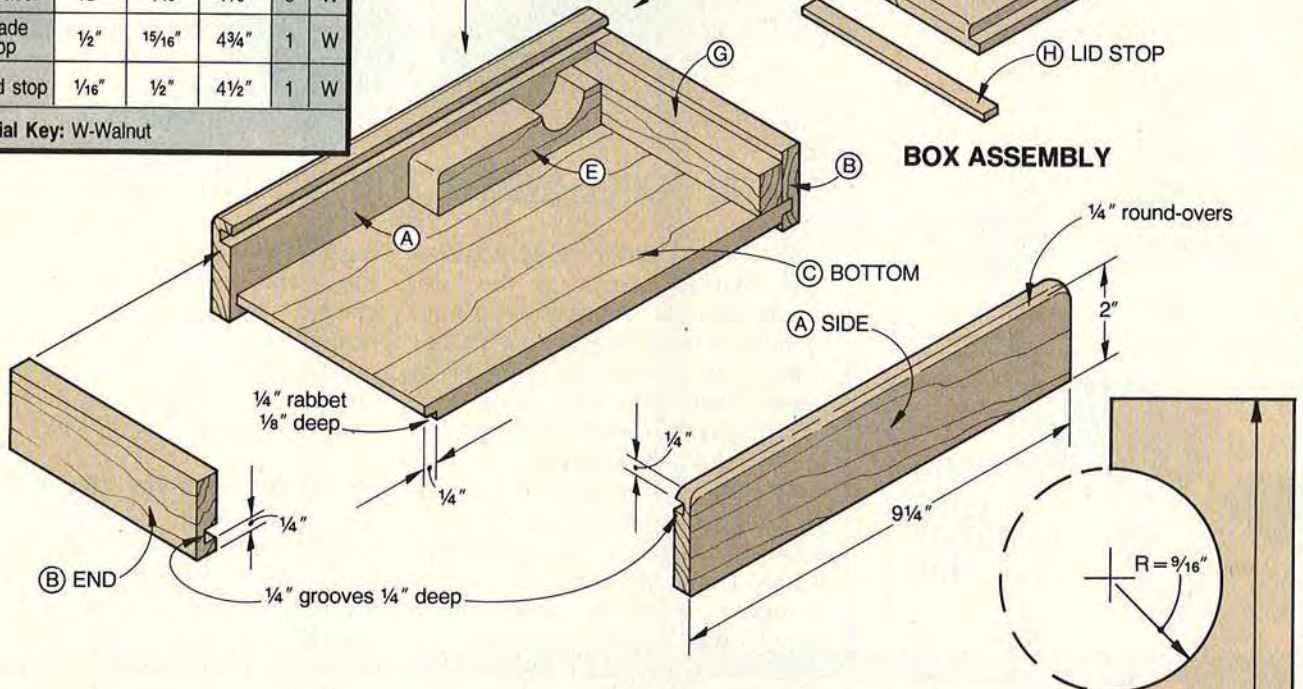 ade op ½" 15/16" 4¾" 1 W
d stop 1/16" ½" 4½" 1 W
ial Key: W-Walnut
G
H LID STOP
BOX ASSEMBLY
E
B
A
¼" round-overs
C BOTTOM
2"
A SIDE
¼" rabbet
⅛" deep
¼"
¼"
9¼"
¼"
R = 9/16"
B END
¼" grooves ¼" deep